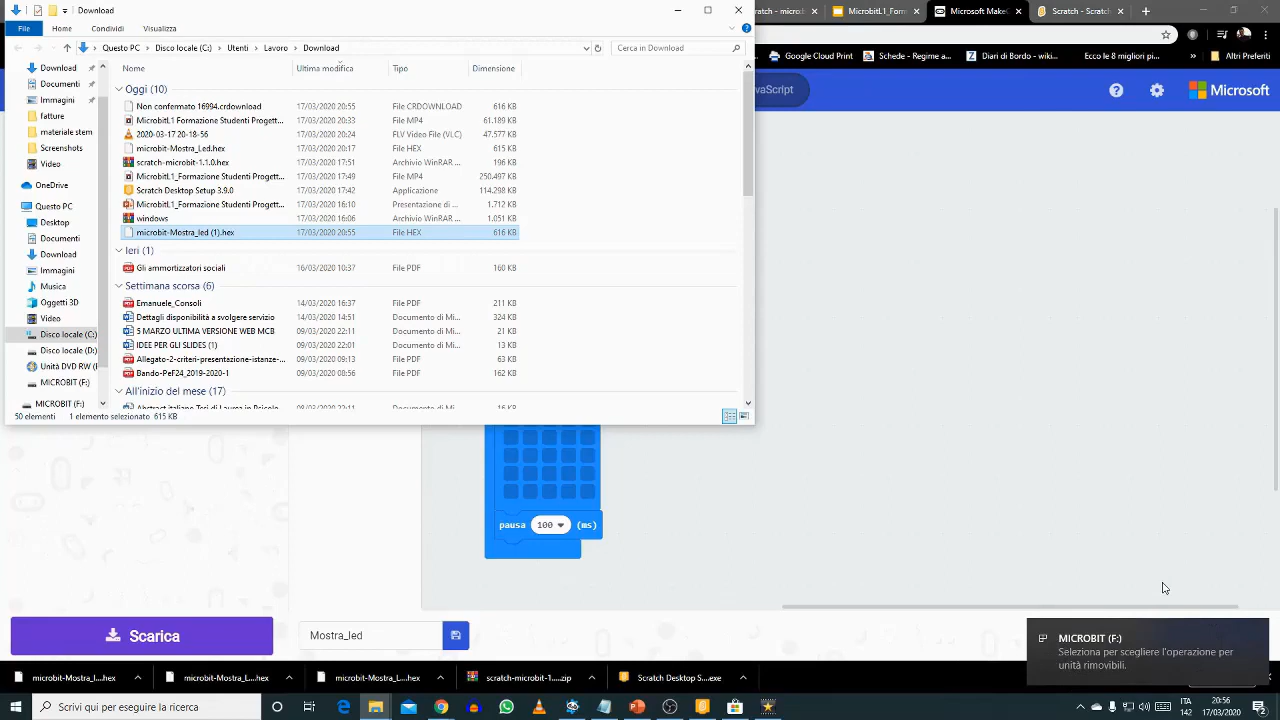 Download
File
Home
Condividi
Visualizza
Questo PC
Disco locale (C:)
Utenti
Lavoro
Download
Cerca in Download
Download
Documenti
Immagini
fatture
materiale stem
Screenshots
Video
OneDrive
Questo PC
Desktop
Documenti
Download
Immagini
Musica
Oggetti 3D
Video
Disco locale (C:)
Disco locale (D:)
Unità DVD RW (
MICROBIT (F:)
MICROBIT (F:)
Nome Ultima modifica Tipo Dimensione
Oggi (10)
Non confermato 16994.crdownload 17/03/2020 20:55 File CRDOWNLOAD 616 KB
MicrobitL1 Formazione Studenti Progett... 17/03/2020 20:33 File MP4 61.189 KB
2020-03-17 20-18-56 17/03/2020 20:24 FLV Video File (VLC) 47.577 KB
microbit-Mostra_Led.hex 17/03/2020 20:17 File HEX 615 KB
scratch-microbit-1.1.0.hex 17/03/2020 17:51 Archivio WinRAR ... 196 KB
MicrobitL1_Formazione Studenti Progett... 17/03/2020 17:49 File MP4 250.497 KB
Scratch Desktop Setup 3.9.0 17/03/2020 17:42 Applicazione 114.298 KB
MicrobitL1_Formazione Studenti Progett... 17/03/2020 16:10 Presentazione di ... 1.712 KB
windows 17/03/2020 16:06 Archivio WinRAR ... 1.051 KB
microbit-Mostra_led (1).hex 17/03/2020 20:55 File HEX 616 KB
Ieri (1)
Gli ammortizzatori sociali 16/03/2020 10:37 File PDF 160 KB
Settimana scorsa (6)
Emanuele_Consoli 14/03/2020 16:37 File PDF 211 KB
Dettagli disponibilità a svolgere servizio 14/03/2020 14:51 Documento di Mi... 324 KB
5 MARZO ULTIMA VERSIONE WEB MCB 09/03/2020 22:11 Documento di Mi... 21 KB
IDEE PER GLI SLIDES (1) 09/03/2020 22:01 Documento di Mi... 13 KB
Allegato-2-criteri-presentazione-istanze-... 09/03/2020 09:13 File PDF 63 KB
Bando-PeF24_2019-2020-1 09/03/2020 08:56 File PDF 162 KB
All'inizio del mese (17)
50 elementi 1 elemento selezionato 615 KB
cratch - microb
MicrobitL1_Form
Microsoft MakeC
Scratch - Scratch
Google Cloud Print
Schede - Regime a...
Diari di Bordo - wiki...
Ecco le 8 migliori pi...
»
Altri Preferiti
vaScript
Microsoft
pausa 100 (ms)
Scarica
Mostra_led
MICROBIT (F:)
Seleziona per scegliere l'operazione per
unità rimovibili.
microbit-Mostra_l....hex
microbit-Mostra_l....hex
microbit-Mostra_l....hex
scratch-microbit-1....zip
Scratch Desktop S....exe
Scrivi qui per eseguire la ricerca
ITA
142
20:56
17/03/2020
2